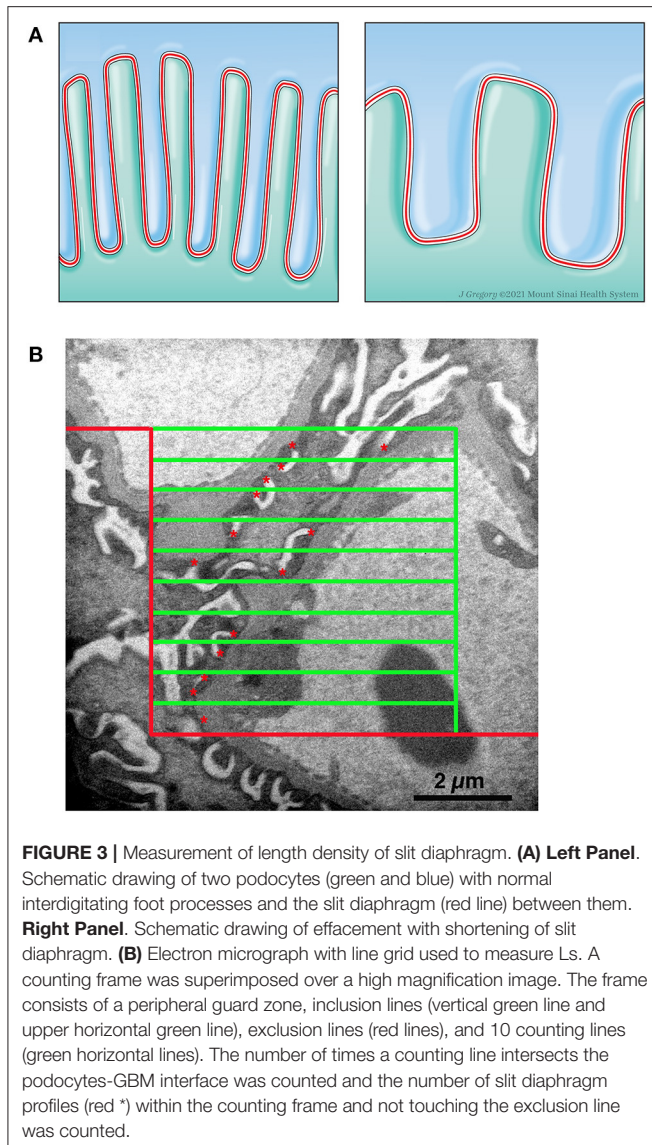 A
J Gregory ©2021 Mount Sinai Health System
B
* * * * * * * * * * * * * * *
2 µm
FIGURE 3 | Measurement of length density of slit diaphragm. (A) Left Panel.
Schematic drawing of two podocytes (green and blue) with normal
interdigitating foot processes and the slit diaphragm (red line) between them.
Right Panel. Schematic drawing of effacement with shortening of slit
diaphragm. (B) Electron micrograph with line grid used to measure Ls. A
counting frame was superimposed over a high magnification image. The frame
consists of a peripheral guard zone, inclusion lines (vertical green line and
upper horizontal green line), exclusion lines (red lines), and 10 counting lines
(green horizontal lines). The number of times a counting line intersects the
podocytes-GBM interface was counted and the number of slit diaphragm
profiles (red *) within the counting frame and not touching the exclusion line
was counted.